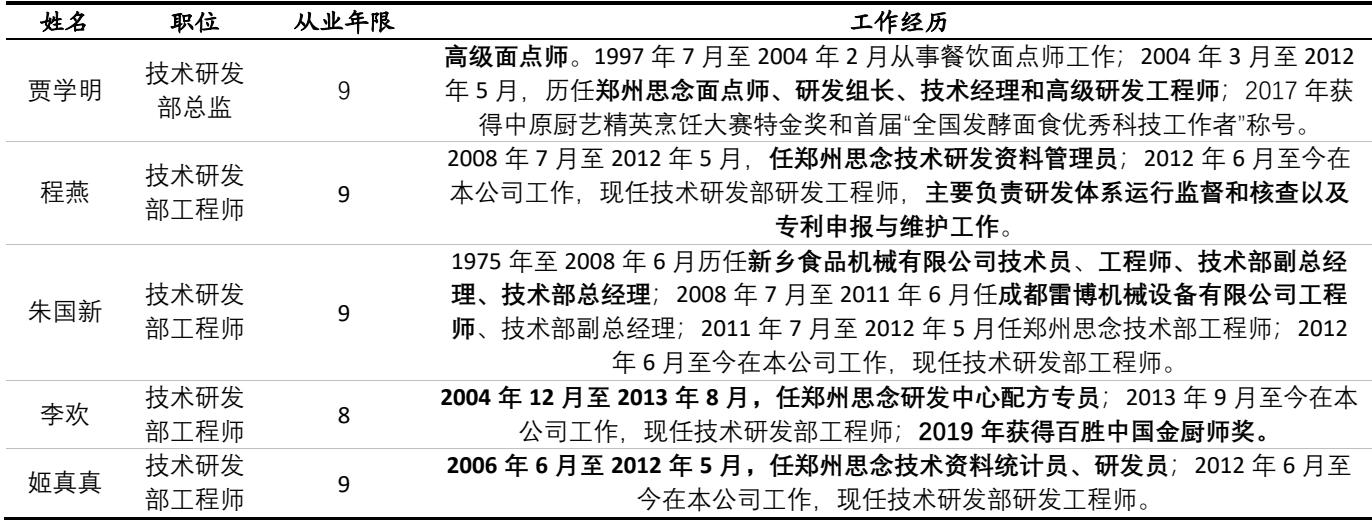 姓名 职位 从业年限 工作经历
贾学明 技术研发部总监 9 高级面点师。1997 年 7 月至 2004 年 2 月从事餐饮面点师工作；2004 年 3 月至 2012
年 5 月，历任郑州思念面点师、研发组长、技术经理和高级研发工程师；2017 年获
得中原厨艺精英烹饪大赛特金奖和首届“全国发酵面食优秀科技工作者”称号。
程燕 技术研发部工程师 9 2008 年 7 月至 2012 年 5 月，任郑州思念技术研发资料管理员；2012 年 6 月至今在
本公司工作，现任技术研发部研发工程师，主要负责研发体系运行监督和核查以及
专利申报与维护工作。
朱国新 技术研发部工程师 9 1975 年至 2008 年 6 月历任新乡食品机械有限公司技术员、工程师、技术部副总经
理、技术部总经理；2008 年 7 月至 2011 年 6 月任成都雷博机械设备有限公司工程
师、技术部副总经理；2011 年 7 月至 2012 年 5 月任郑州思念技术部工程师；2012
年 6 月至今在本公司工作，现任技术研发部工程师。
李欢 技术研发部工程师 8 2004 年 12 月至 2013 年 8 月，任郑州思念研发中心配方专员；2013 年 9 月至今在本
公司工作，现任技术研发部工程师；2019 年获得百胜中国金厨师奖。
姬真真 技术研发部工程师 9 2006 年 6 月至 2012 年 5 月，任郑州思念技术资料统计员、研发员；2012 年 6 月至
今在本公司工作，现任技术研发部研发工程师。